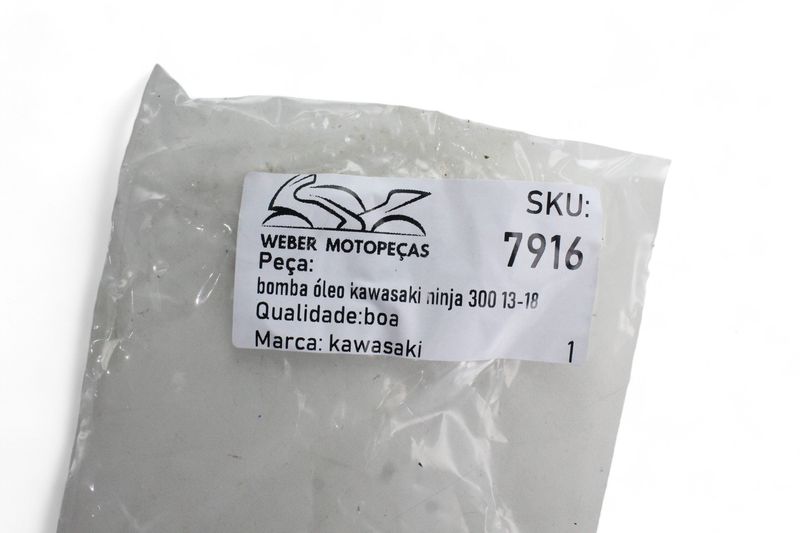 WEBER MOTOPEÇAS
SKU:
7916
Peça:
bomba óleo kawasaki ninja 300 13-18
Qualidade:boa
Marca: kawasaki
1